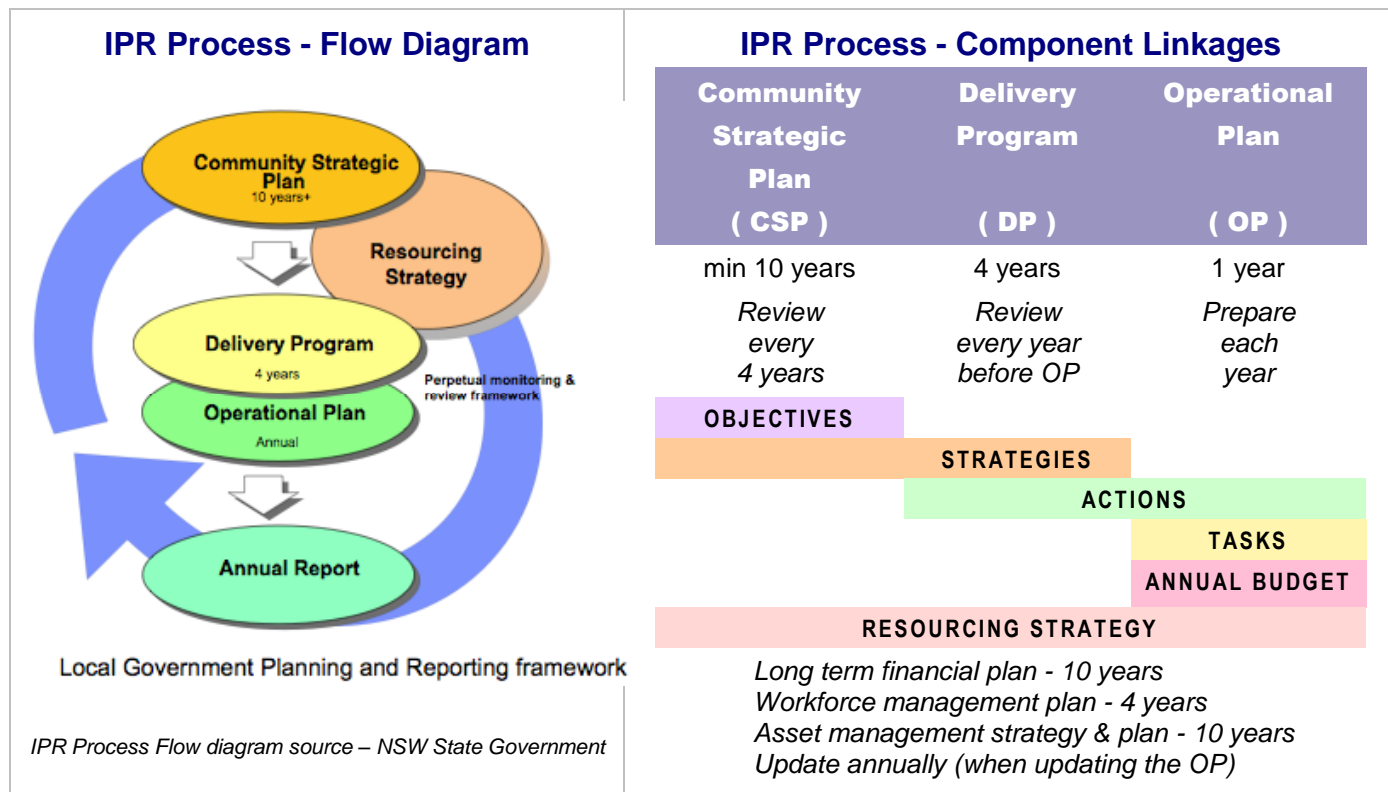 IPR Process - Flow Diagram
Community Strategic
Plan
10 years+
Resourcing
Strategy
Delivery Program
4 years
Perpetual monitoring &
review framework
Operational Plan
Annual
Annual Report
Local Government Planning and Reporting framework
IPR Process Flow diagram source – NSW State Government
IPR Process - Component Linkages
Community
Strategic
Plan
( CSP )
Delivery
Program
( DP )
Operational
Plan
( OP )
min 10 years
4 years
1 year
Review
every
4 years
Review
every year
before OP
Prepare
each
year
OBJECTIVES
STRATEGIES
ACTIONS
TASKS
ANNUAL BUDGET
RESOURCING STRATEGY
Long term financial plan - 10 years
Workforce management plan - 4 years
Asset management strategy & plan - 10 years
Update annually (when updating the OP)